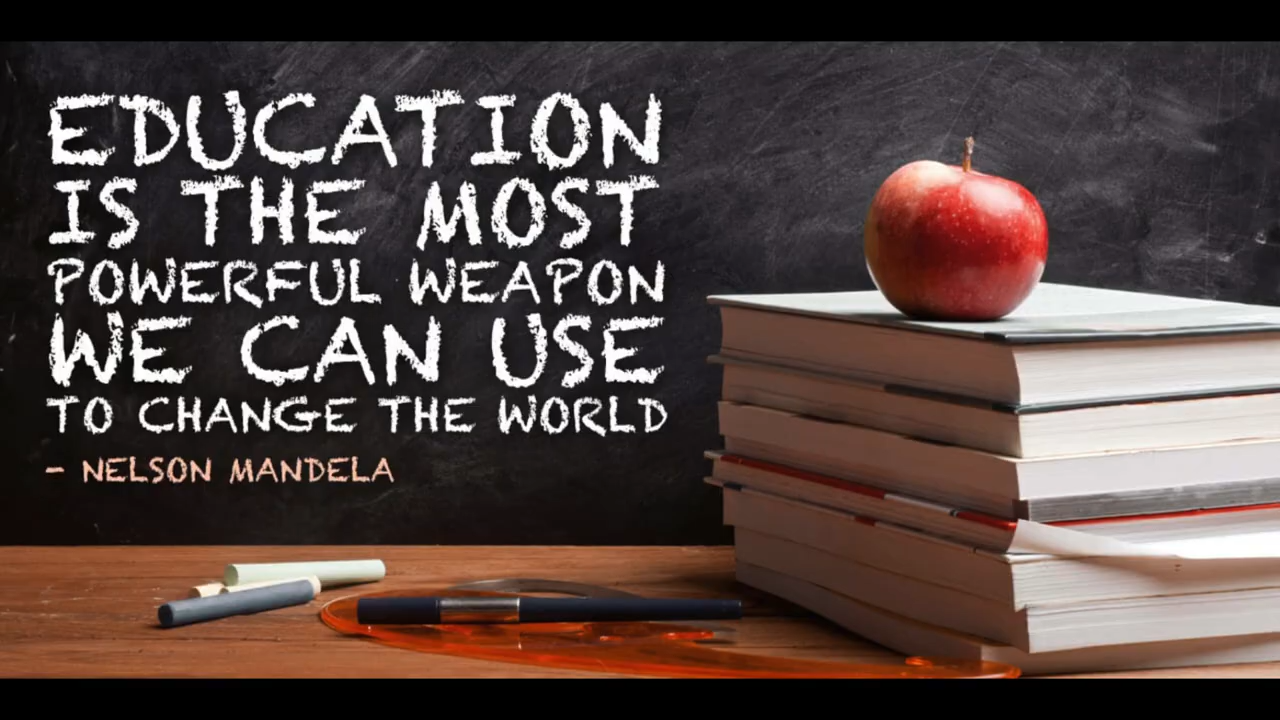 EDUCATION
IS THE MOST
POWERFUL WEAPON
WE CAN USE
TO CHANGE THE WORLD
- NELSON MANDELA